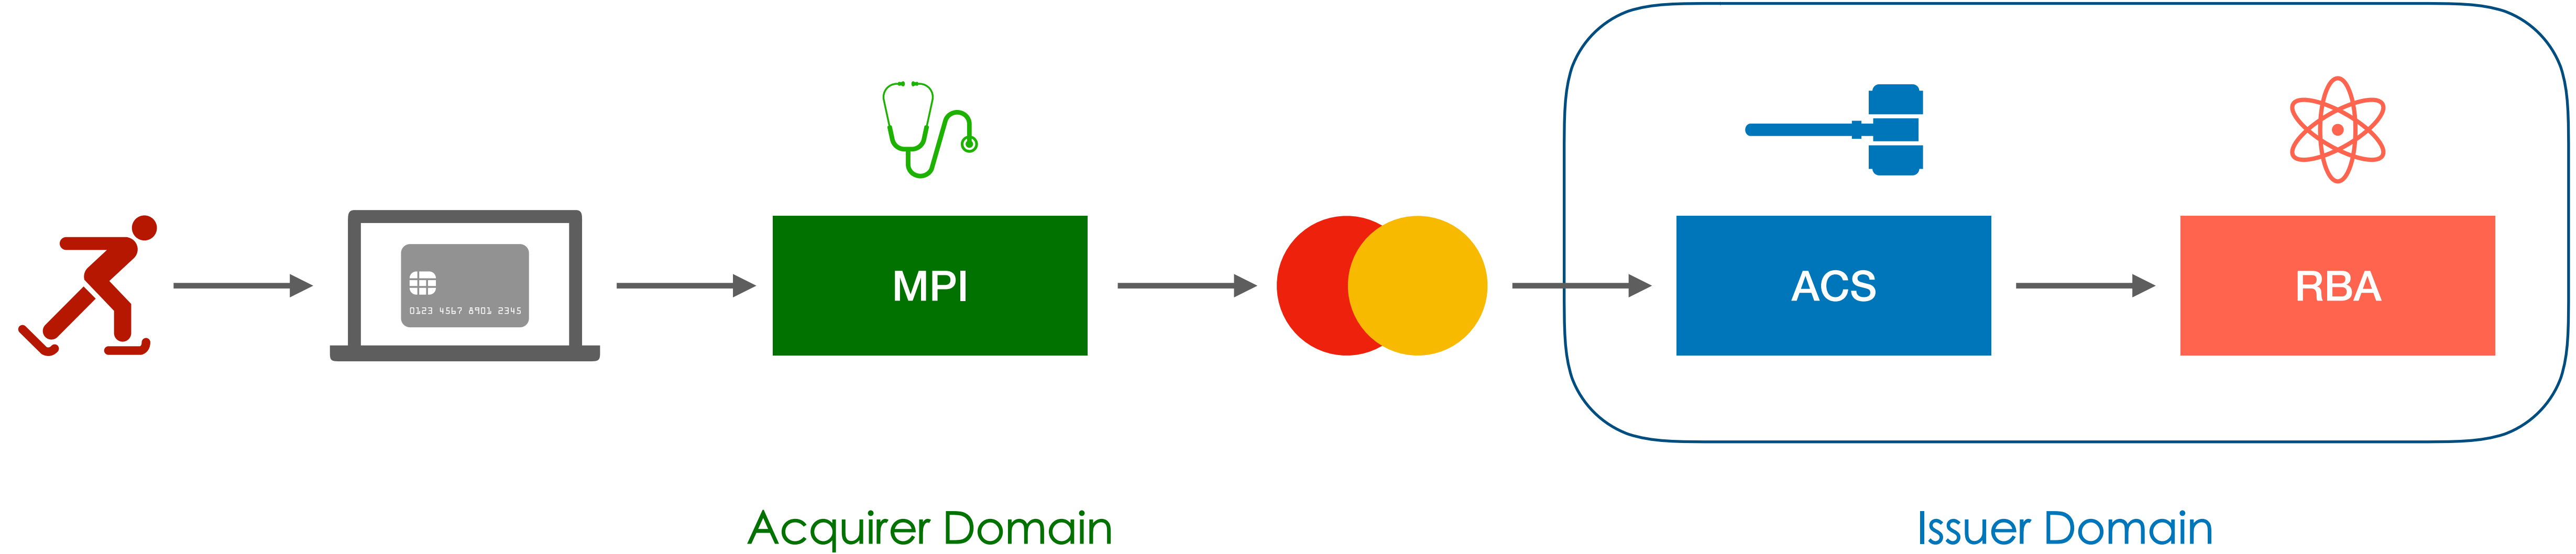 0123 4567 8901 2345
MPI
ACS
RBA
Acquirer Domain
Issuer Domain